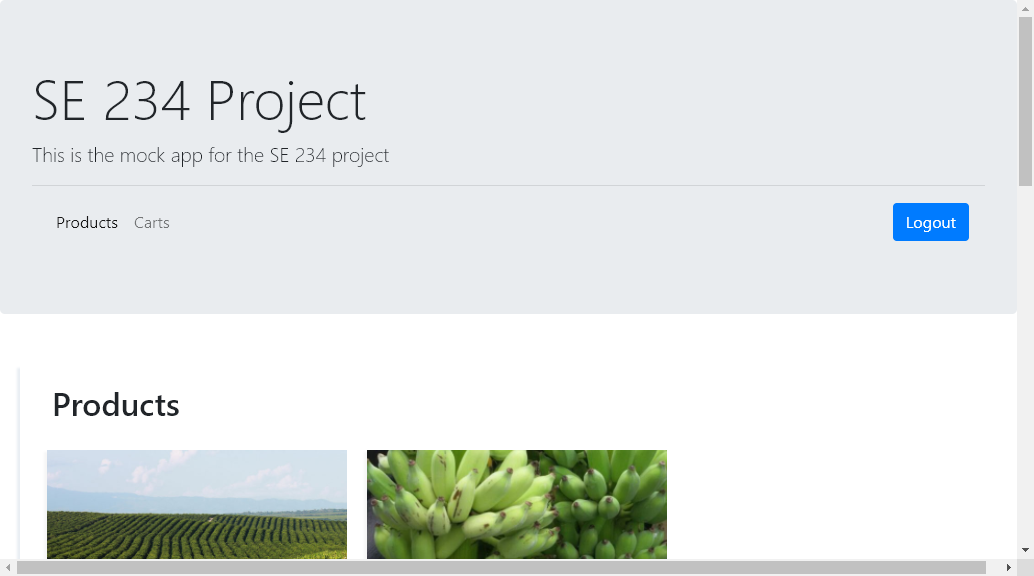 SE 234 Project
This is the mock app for the SE 234 project
Products Carts Logout
Products